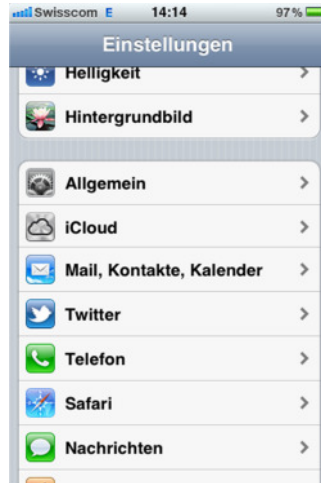 Swisscom E 14:14 97%
Einstellungen
Helligkeit
Hintergrundbild
Allgemein
iCloud
Mail, Kontakte, Kalender
Twitter
Telefon
Safari
Nachrichten